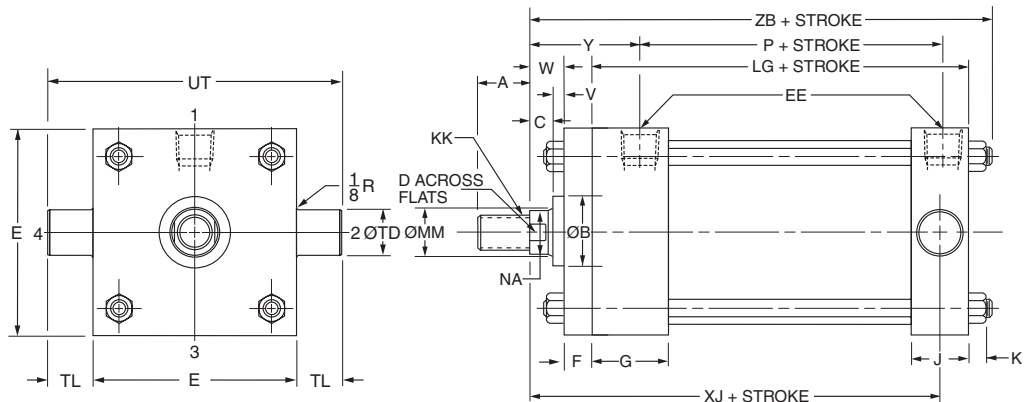 ZB + STROKE
Y
P + STROKE
UT
W
LG + STROKE
A
V
EE
1
C
KK
D ACROSS
FLATS
1/8 R
E
4
2
ØTD
ØMM
ØB
NA
3
F
G
J
K
TL
E
TL
XJ + STROKE